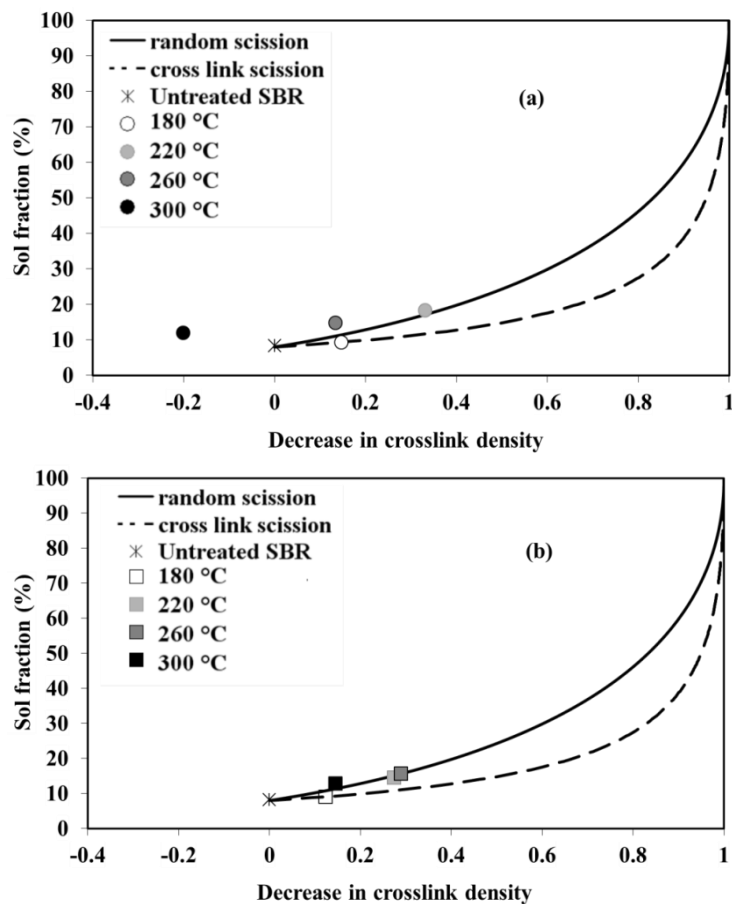 100
90
80
70
60
50
40
30
20
10
0
Sol fraction (%)
random scission
cross link scission
Untreated SBR
180 °C
220 °C
260 °C
300 °C
(a)
-0.4 -0.2 0 0.2 0.4 0.6 0.8 1
Decrease in crosslink density
100
90
80
70
60
50
40
30
20
10
0
Sol fraction (%)
random scission
cross link scission
Untreated SBR
180 °C
220 °C
260 °C
300 °C
(b)
-0.4 -0.2 0 0.2 0.4 0.6 0.8 1
Decrease in crosslink density